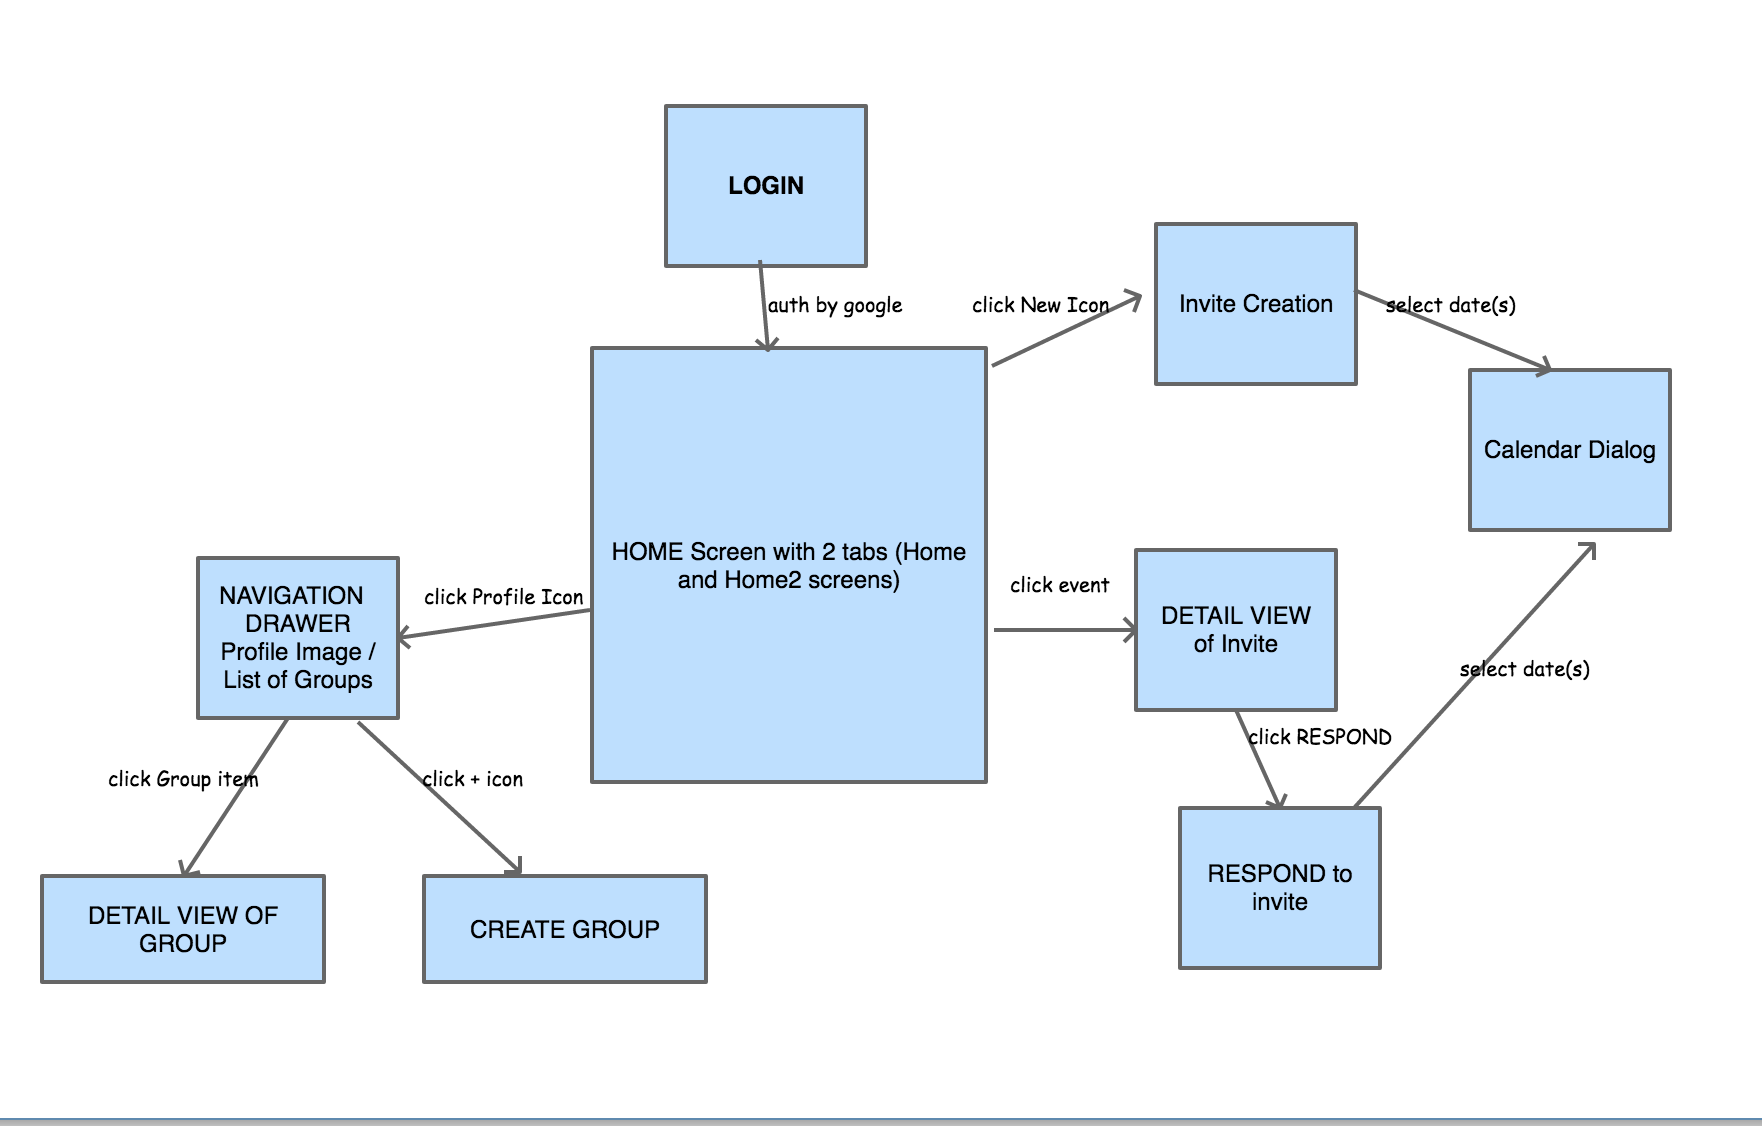 LOGIN
auth by google
click New Icon
Invite Creation
select date(s)
Calendar Dialog
HOME Screen with 2 tabs (Home
and Home2 screens)
click Profile Icon
NAVIGATION
DRAWER
Profile Image /
List of Groups
click event
DETAIL VIEW
of Invite
select date(s)
click RESPOND
click Group item
click + icon
RESPOND to
invite
DETAIL VIEW OF
GROUP
CREATE GROUP